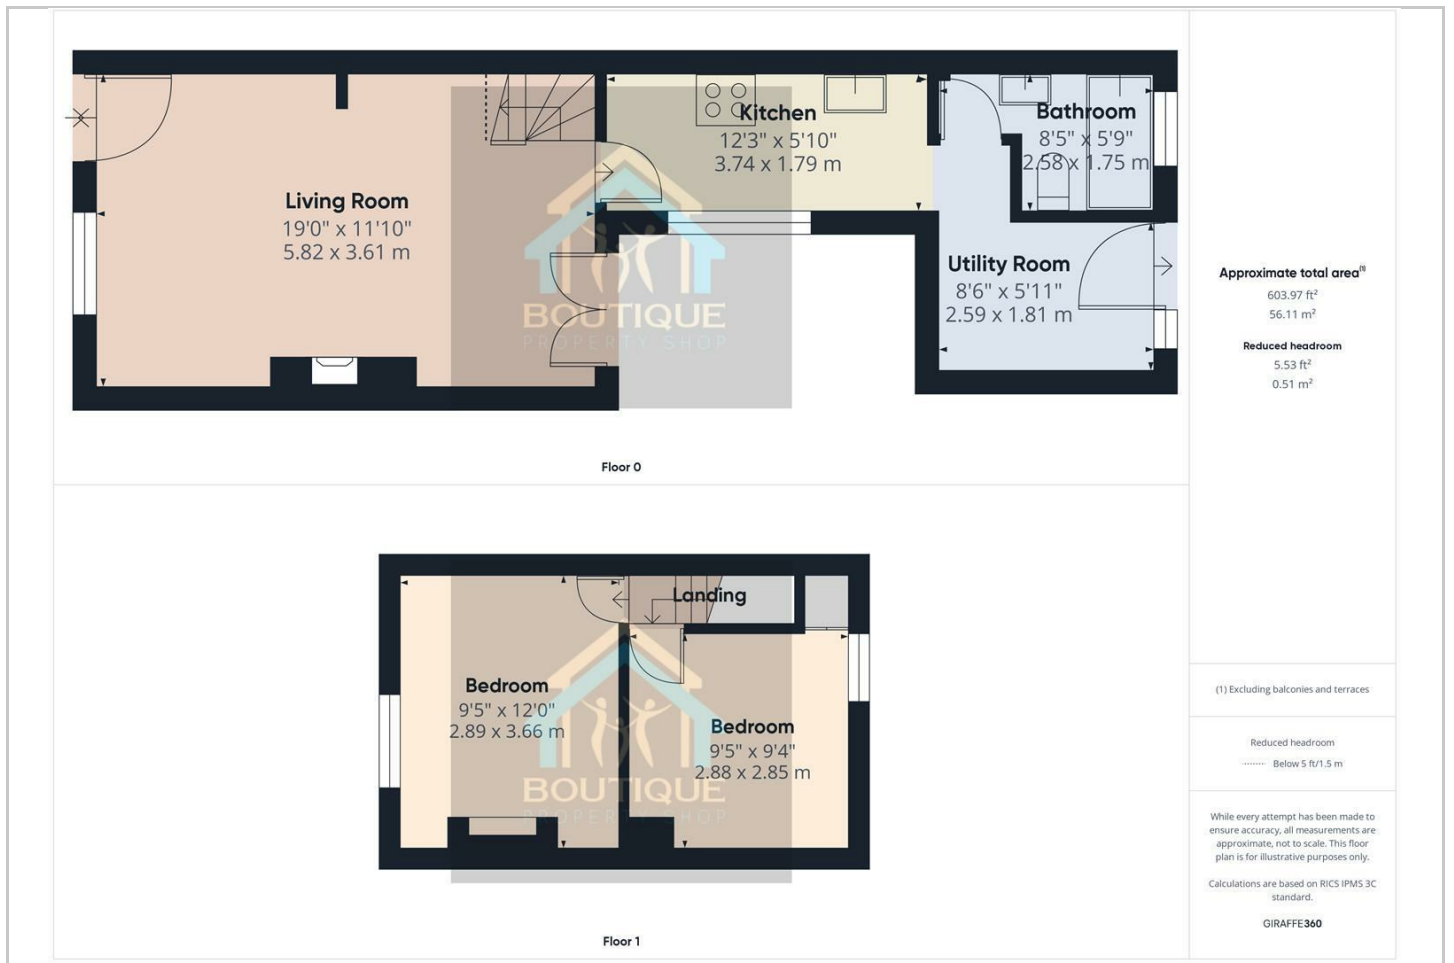 Living Room
19'0" x 11'10"
5.82 x 3.61 m
Kitchen
12'3" x 5'10"
3.74 x 1.79 m
Bathroom
8'5" x 5'9"
2.58 x 1.75 m
Utility Room
8'6" x 5'11"
2.59 x 1.81 m
BOUTIQUE
PROPERTY SHOP
Floor 0
Landing
Bedroom
9'5" x 12'0"
2.89 x 3.66 m
Bedroom
9'5" x 9'4"
2.88 x 2.85 m
BOUTIQUE
PROPERTY SHOP
Floor 1
Approximate total area(1)
603.97 ft²
56.11 m²
Reduced headroom
5.53 ft²
0.51 m²
(1) Excluding balconies and terraces
Reduced headroom
Below 5 ft/1.5 m
While every attempt has been made to
ensure accuracy, all measurements are
approximate, not to scale. This floor
plan is for illustrative purposes only.
Calculations are based on RICS IPMS 3C
standard.
GIRAFFE360